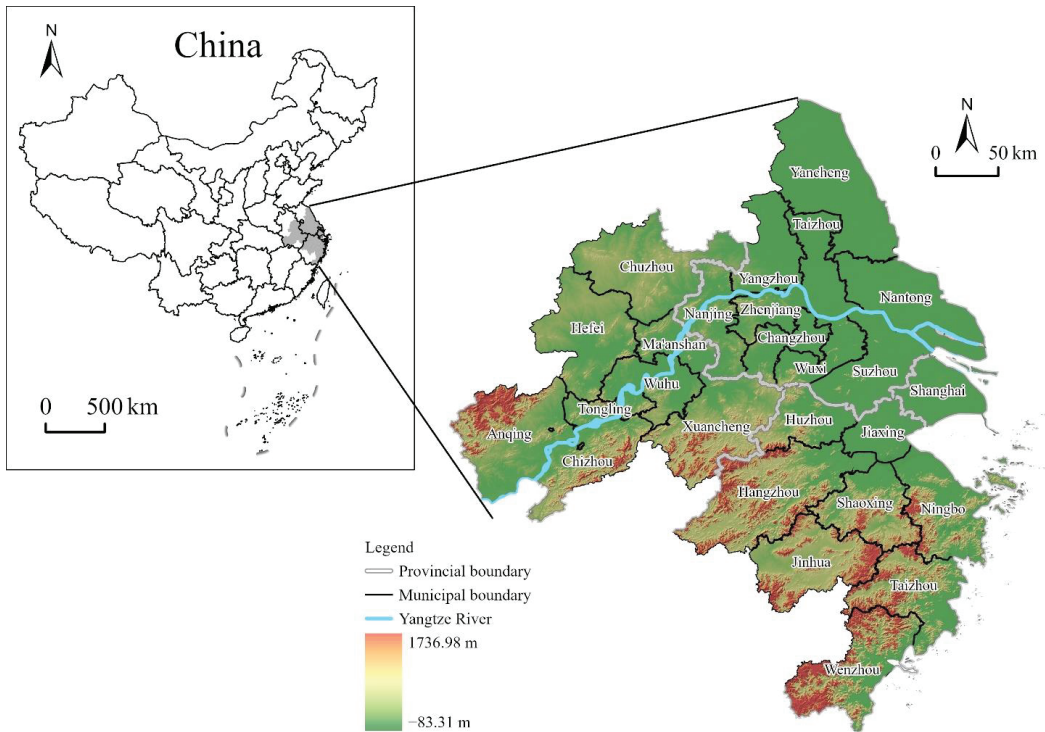 N
China
0 500 km
N
0 50 km
Yancheng
Taizhou
Chuzhou
Yangzhou
Nantong
Nanjing
Zhenjiang
Hefei
Changzhou
Ma'anshan
Wuxi
Suzhou
Wuhu
Shanghai
Tongling
Huzhou
Xuancheng
Anqing
Jiaxing
Chizhou
Hangzhou
Shaoxing
Ningbo
Jinhua
Taizhou
Wenzhou
Legend
Provincial boundary
Municipal boundary
Yangtze River
1736.98 m
−83.31 m